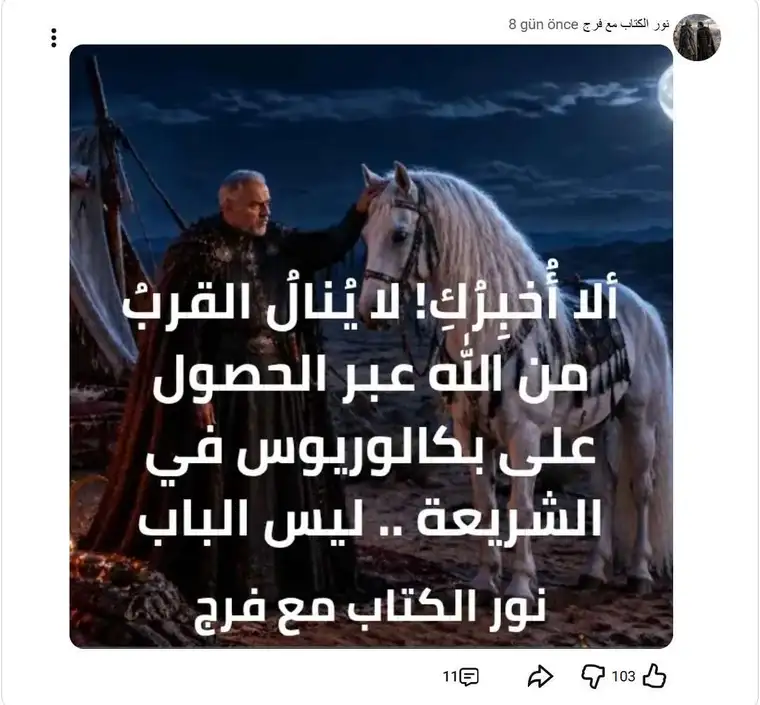 نور الكتاب مع فرج 8 gün önce
ألا أُخبِرُكِ! لا يُنالُ القربُ
من الله عبر الحصول
على بكالوريوس في
الشريعة .. ليس الباب
نور الكتاب مع فرج
103
11